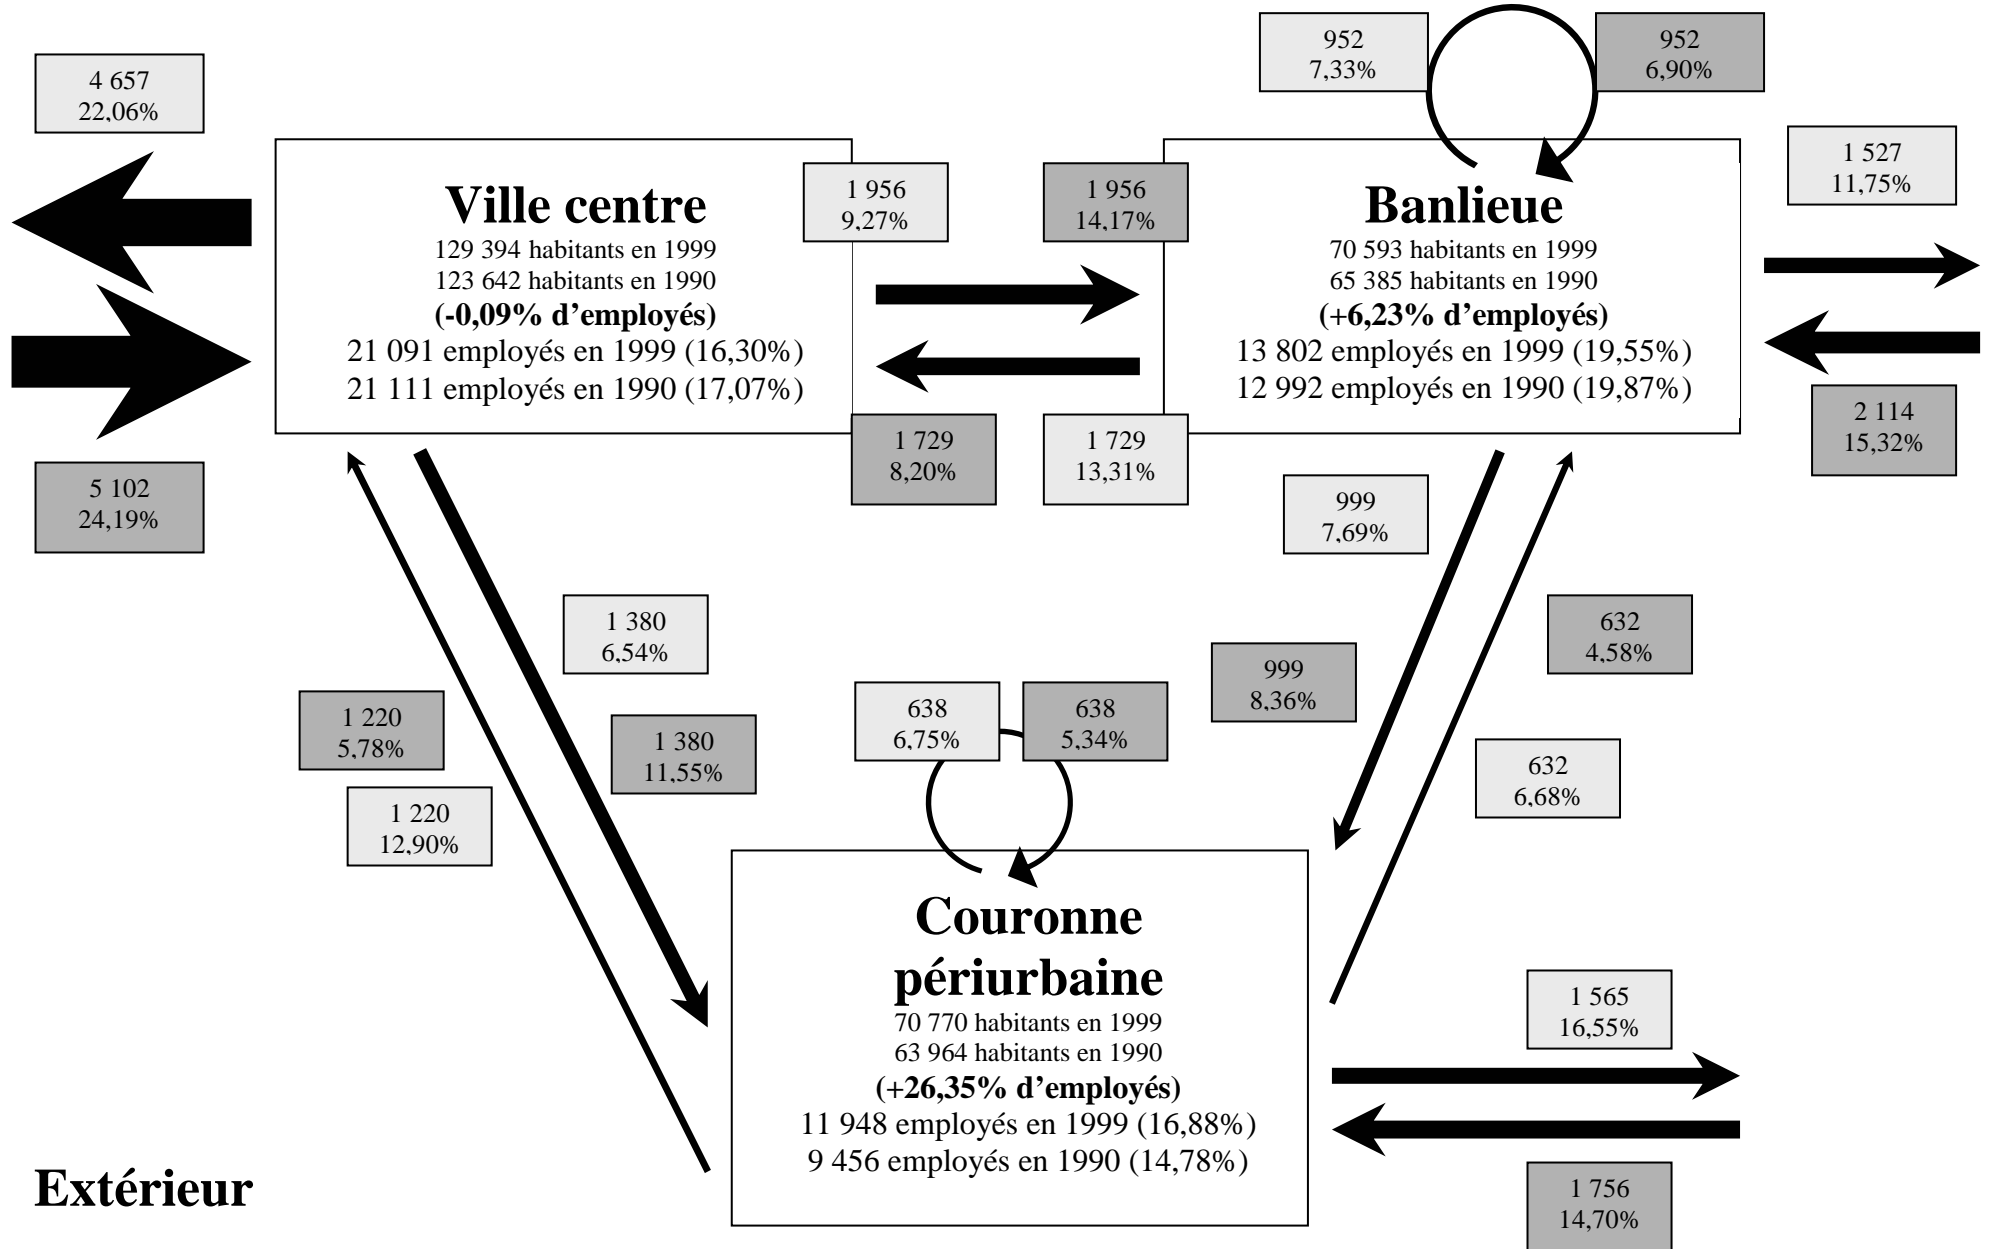 952
7,33%
952
6,90%
4 657
22,06%
1 527
11,75%
Ville centre
129 394 habitants en 1999
123 642 habitants en 1990
(-0,09% d’employés)
21 091 employés en 1999 (16,30%)
21 111 employés en 1990 (17,07%)
1 956
9,27%
1 956
14,17%
Banlieue
70 593 habitants en 1999
65 385 habitants en 1990
(+6,23% d’employés)
13 802 employés en 1999 (19,55%)
12 992 employés en 1990 (19,87%)
2 114
15,32%
1 729
8,20%
1 729
13,31%
5 102
24,19%
999
7,69%
1 380
6,54%
632
4,58%
999
8,36%
1 220
5,78%
1 380
11,55%
638
6,75%
638
5,34%
632
6,68%
1 220
12,90%
Couronne
périurbaine
70 770 habitants en 1999
63 964 habitants en 1990
(+26,35% d’employés)
11 948 employés en 1999 (16,88%)
9 456 employés en 1990 (14,78%)
1 565
16,55%
1 756
14,70%
Extérieur